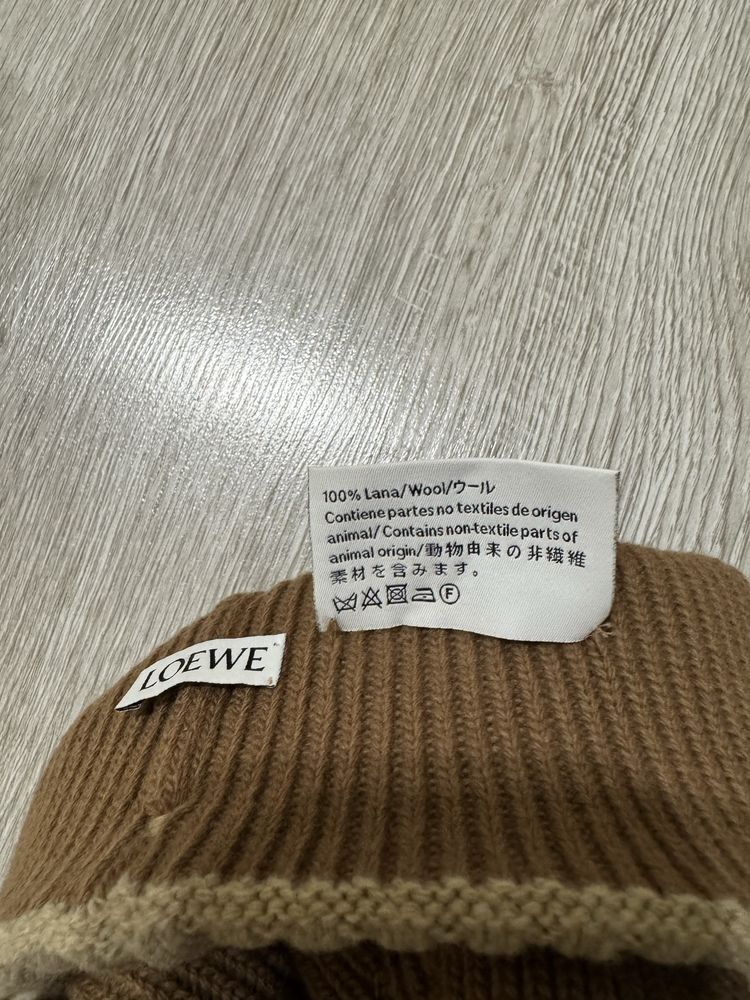 100% Lana/Wool/ウール
Contiene partes no textiles de origen
animal/ Contains non-textile parts of
animal origin/動物由来の非繊維
素材を含みます。
F
LOEWE